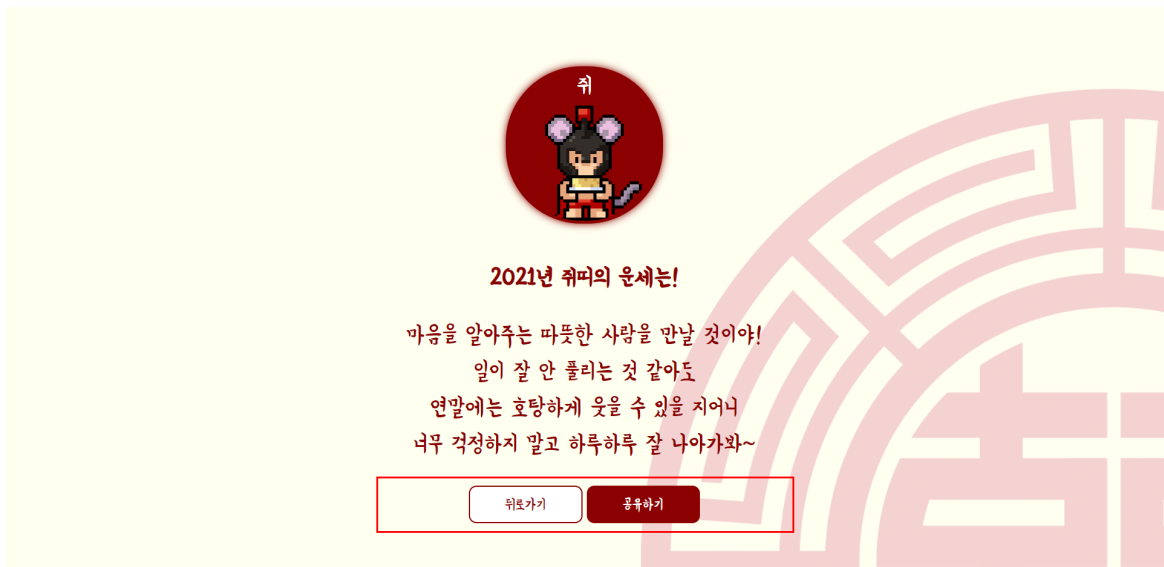 쥐
2021년 쥐띠의 운세는!
마음을 알아주는 따뜻한 사람을 만날 것이야!
일이 잘 안 풀리는 것 같아도
연말에는 호탕하게 웃을 수 있을 지어니
너무 걱정하지 말고 하루하루 잘 나아가봐~
뒤로가기 공유하기